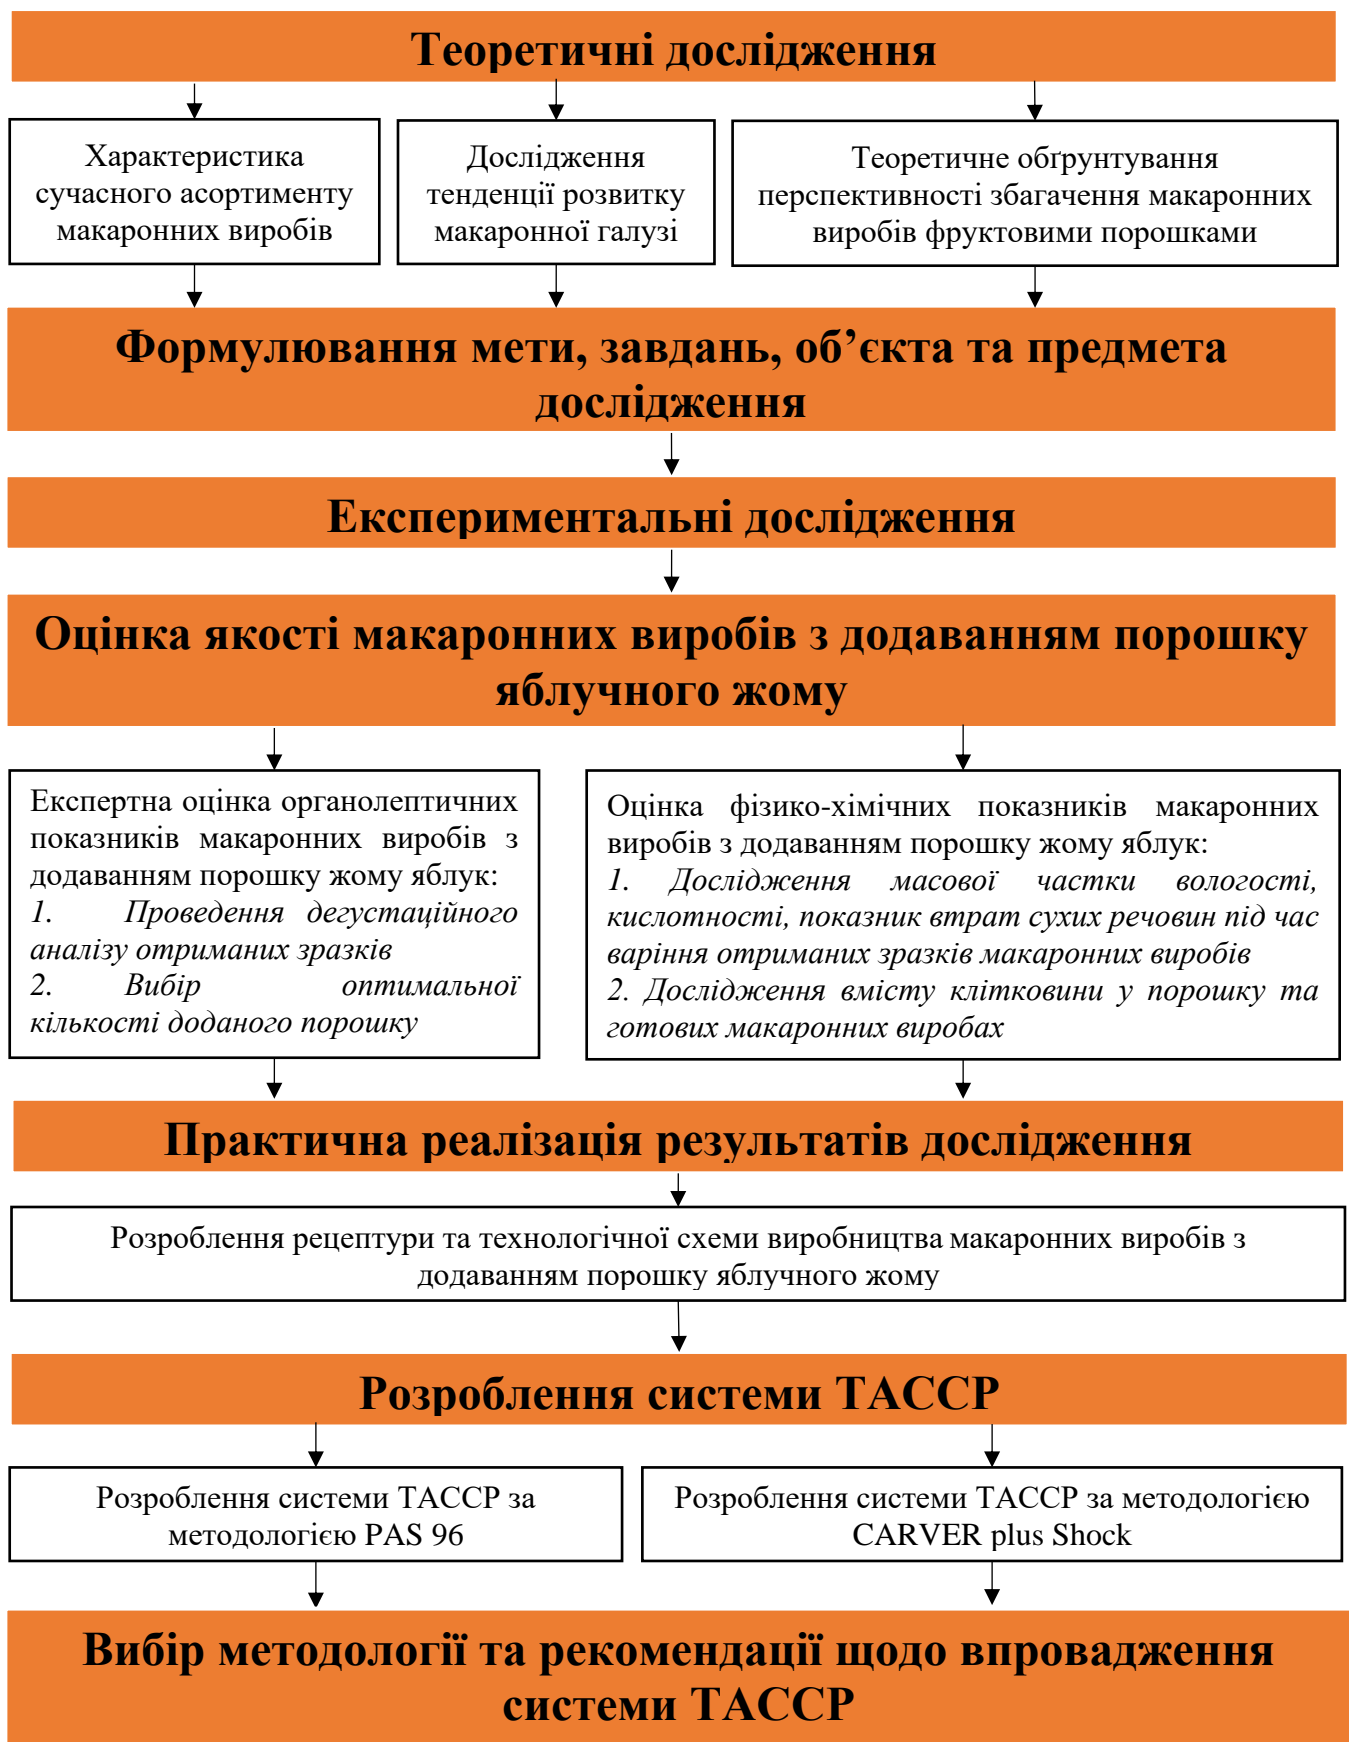 Теоретичні дослідження
Характеристика
сучасного асортименту
макаронних виробів
Дослідження
тенденції розвитку
макаронної галузі
Теоретичне обґрунтування
перспективності збагачення макаронних
виробів фруктовими порошками
Формулювання мети, завдань, об’єкта та предмета
дослідження
Експериментальні дослідження
Оцінка якості макаронних виробів з додаванням порошку
яблучного жому
Експертна оцінка органолептичних
показників макаронних виробів з
додаванням порошку жому яблук:
1. Проведення дегустаційного
аналізу отриманих зразків
2. Вибір оптимальної
кількості доданого порошку
Оцінка фізико-хімічних показників макаронних
виробів з додаванням порошку жому яблук:
1. Дослідження масової частки вологості,
кислотності, показник втрат сухих речовин під час
варіння отриманих зразків макаронних виробів
2. Дослідження вмісту клітковини у порошку та
готових макаронних виробах
Практична реалізація результатів дослідження
Розроблення рецептури та технологічної схеми виробництва макаронних виробів з
додаванням порошку яблучного жому
Розроблення системи ТАССР
Розроблення системи ТАССР за
методологією PAS 96
Розроблення системи ТАССР за методологією
CARVER plus Shock
Вибір методології та рекомендації щодо впровадження
системи ТАССР